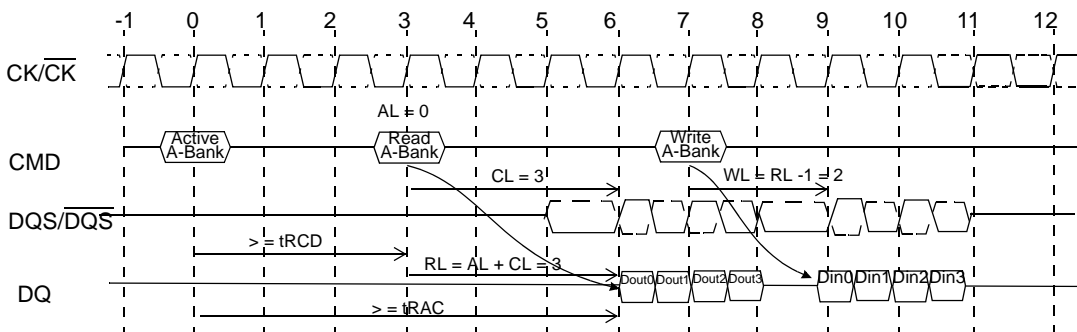 -1 0 1 2 3 4 5 6 7 8 9 10 11 12
CK/CK
AL = 0
Active
A-Bank
Read
A-Bank
Write
A-Bank
CMD
CL = 3
WL = RL -1 = 2
DQS/DQS
> = tRCD
RL = AL + CL = 3
DQ
Dout0 Dout1 Dout2 Dout3
Din0 Din1 Din2 Din3
> = tRAC